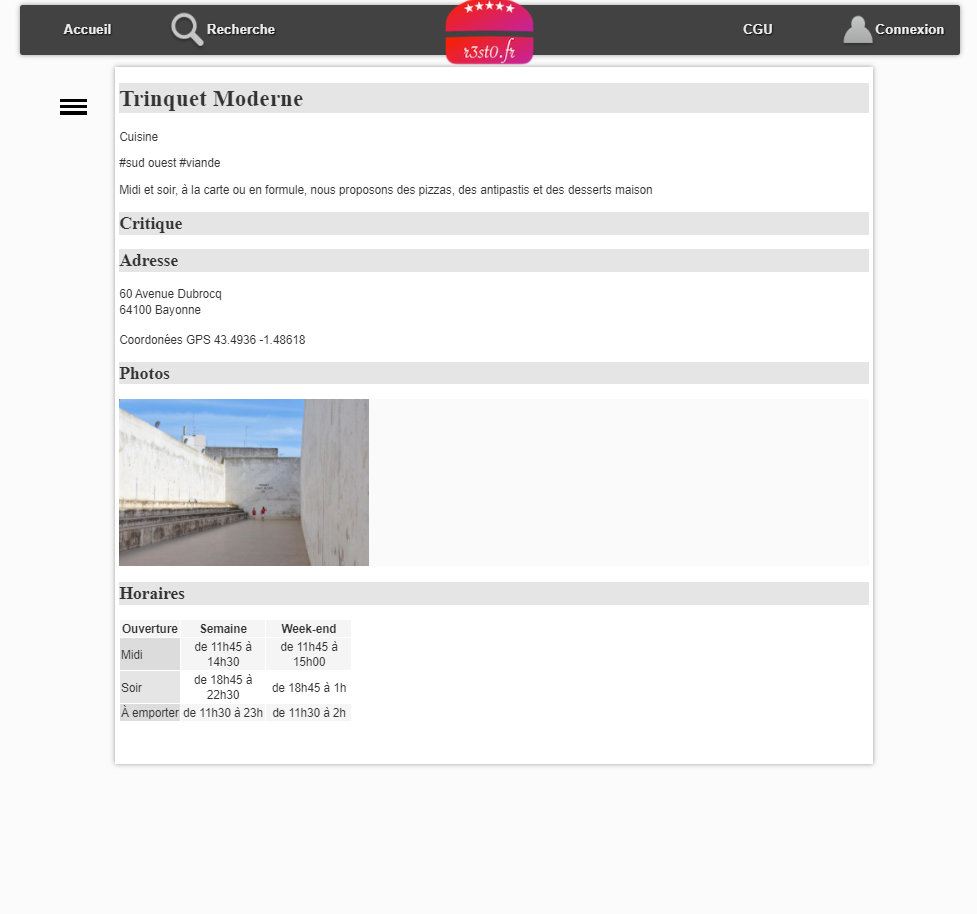 Accueil
Recherche
r3st0.fr
CGU
Connexion
Trinquet Moderne
Cuisine
#sud ouest #viande
Midi et soir, à la carte ou en formule, nous proposons des pizzas, des antipastis et des desserts maison
Critique
Adresse
60 Avenue Dubrocq
64100 Bayonne
Coordonées GPS 43.4936 -1.48618
Photos
Horaires
Ouverture Semaine Week-end
Midi de 11h45 à 14h30 de 11h45 à 15h00
Soir de 18h45 à 22h30 de 18h45 à 1h
À emporter de 11h30 à 23h de 11h30 à 2h